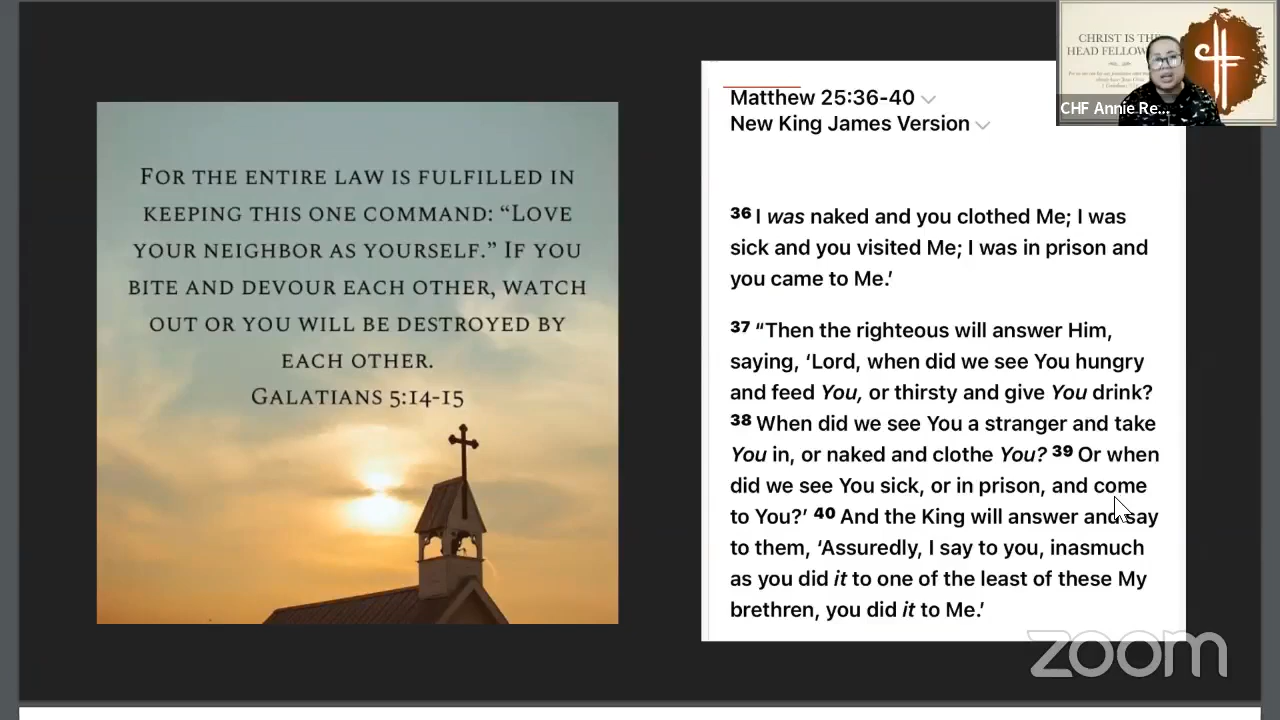 FOR THE ENTIRE LAW IS FULFILLED IN
KEEPING THIS ONE COMMAND: “LOVE
YOUR NEIGHBOR AS YOURSELF.” IF YOU
BITE AND DEVOUR EACH OTHER, WATCH
OUT OR YOU WILL BE DESTROYED BY
EACH OTHER.
GALATIANS 5:14-15
Matthew 25:36-40
New King James Version
36 I was naked and you clothed Me; I was
sick and you visited Me; I was in prison and
you came to Me.’
37 “Then the righteous will answer Him,
saying, ‘Lord, when did we see You hungry
and feed You, or thirsty and give You drink?
38 When did we see You a stranger and take
You in, or naked and clothe You? 39 Or when
did we see You sick, or in prison, and come
to You?’ 40 And the King will answer and say
to them, ‘Assuredly, I say to you, inasmuch
as you did it to one of the least of these My
brethren, you did it to Me.’
CHRIST IS THE
HEAD FELLOW
CHF Annie Re...
zoom